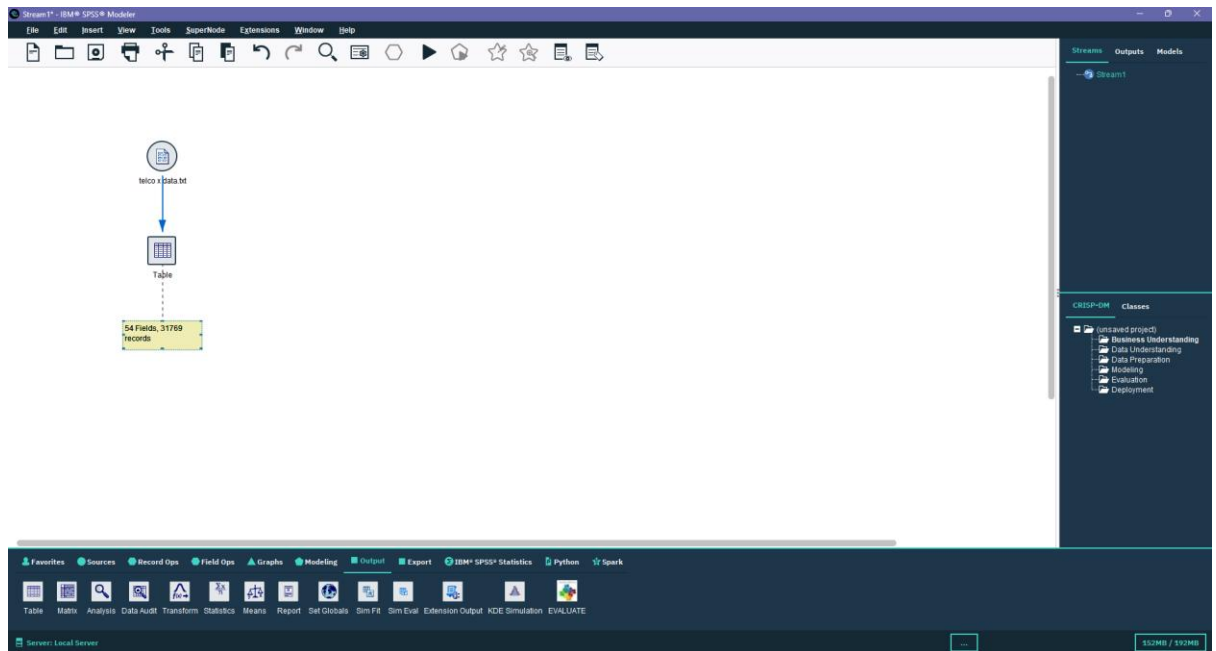 Stream1* - IBM® SPSS® Modeler
File Edit Insert View Tools SuperNode Extensions Window Help
Streams Outputs Models
Stream1
telco x data.txt
Table
54 Fields, 31769
records
CRISP-DM Classes
(unsaved project)
Business Understanding
Data Understanding
Data Preparation
Modeling
Evaluation
Deployment
Favorites Sources Record Ops Field Ops Graphs Modeling Output Export IBM® SPSS® Statistics Python Spark
Table Matrix Analysis Data Audit Transform Statistics Means Report Set Globals Sim Fit Sim Eval Extension Output KDE Simulation EVALUATE
Server: Local Server ... 152MB / 192MB